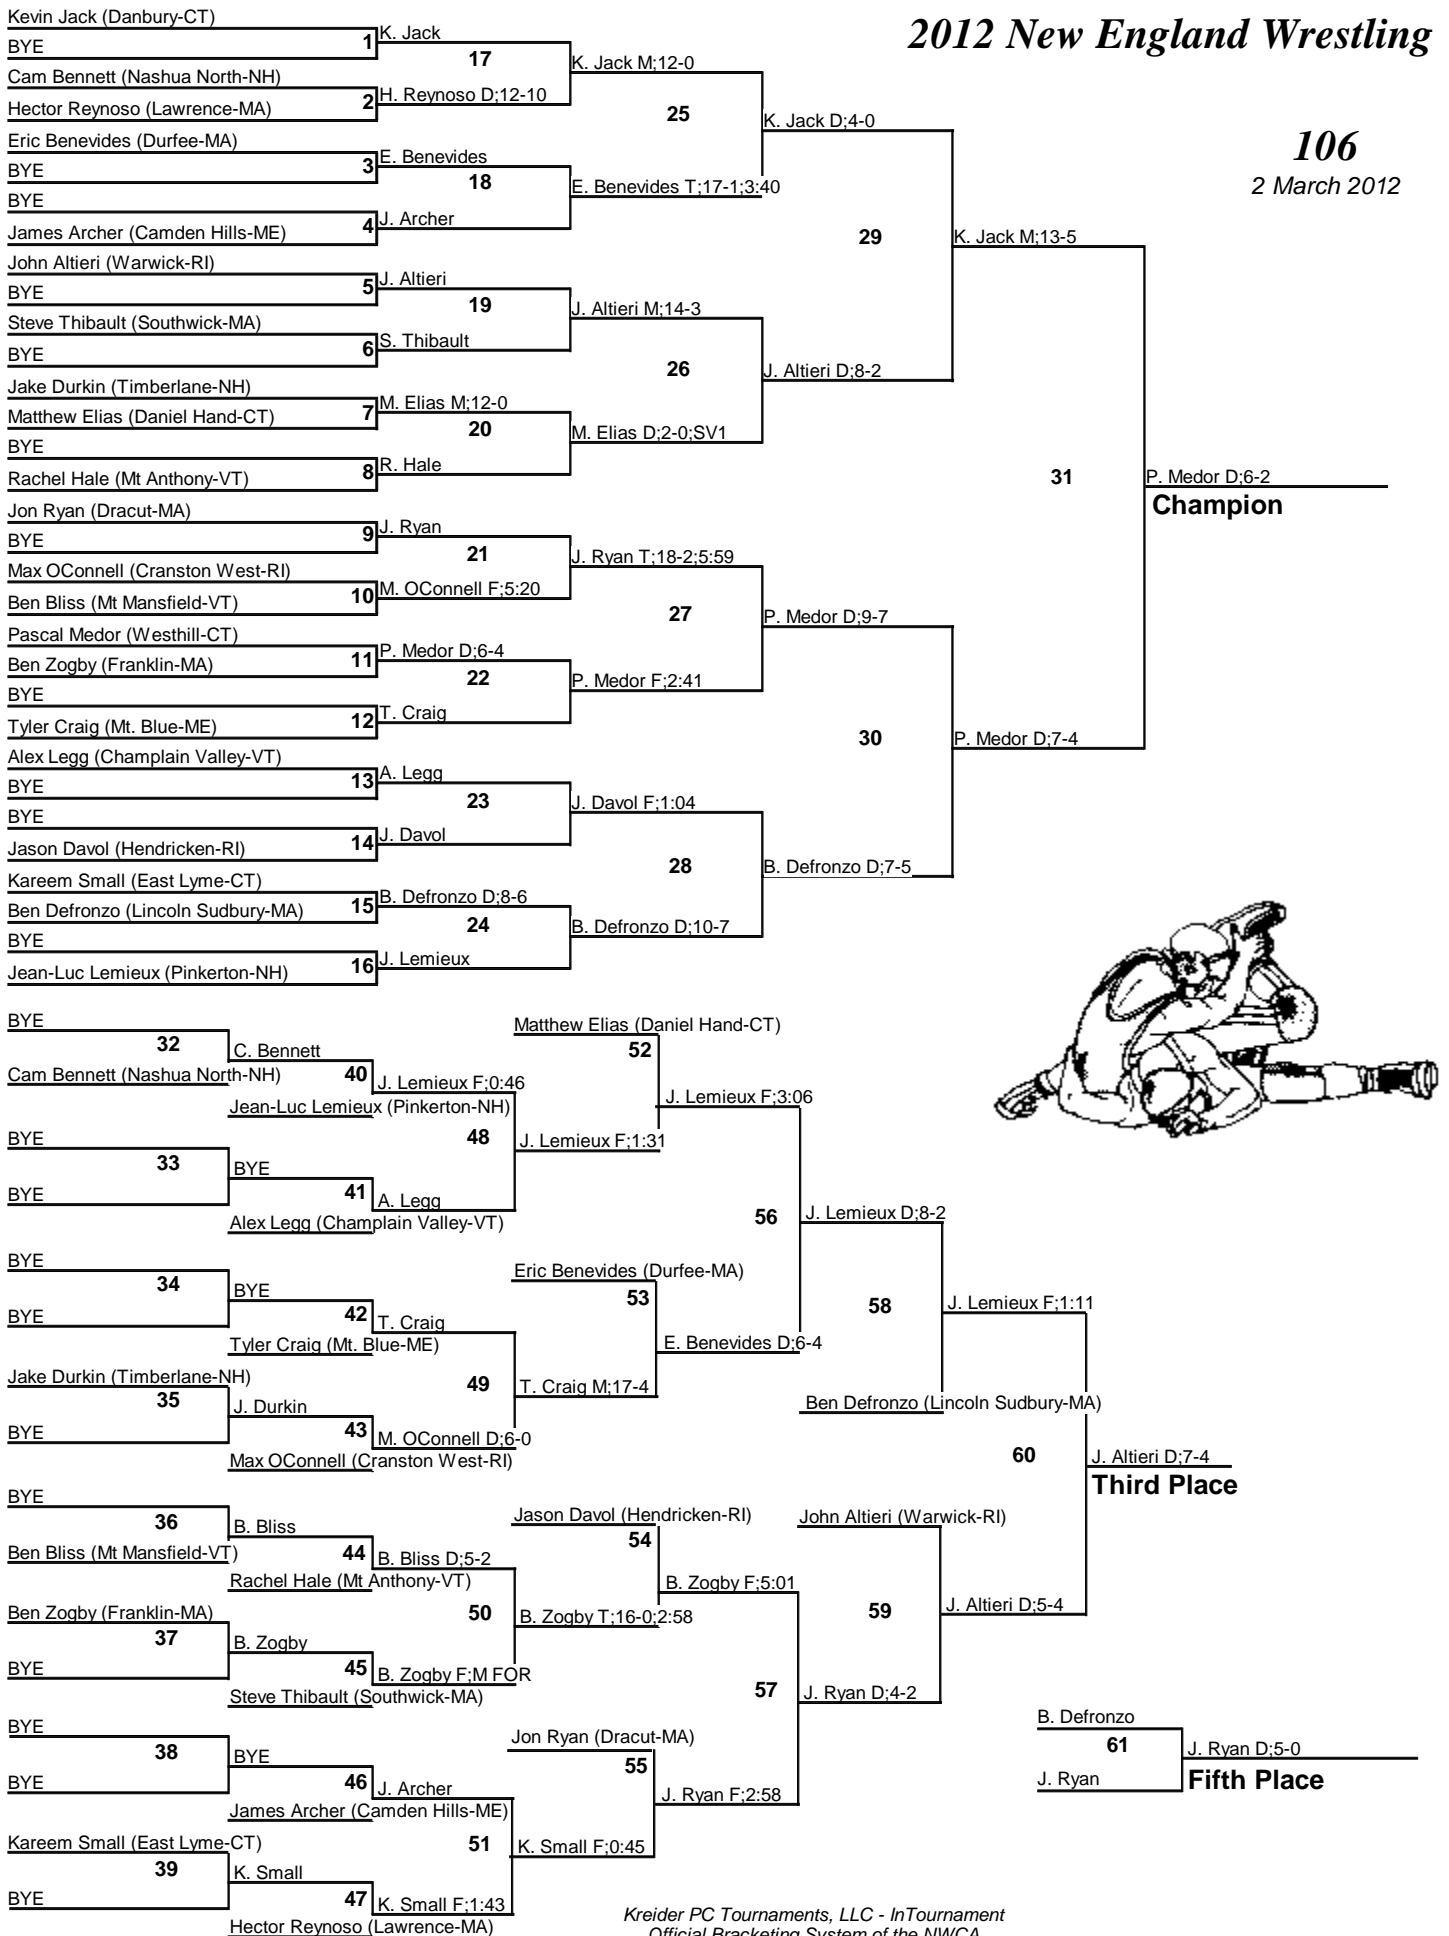 2012 New England Wrestling
106
2 March 2012
Kevin Jack (Danbury-CT)
BYE
1
K. Jack
17
Cam Bennett (Nashua North-NH)
Hector Reynoso (Lawrence-MA)
2
H. Reynoso D;12-10
K. Jack M;12-0
25
Eric Benevides (Durfee-MA)
BYE
3
E. Benevides
18
BYE
James Archer (Camden Hills-ME)
4
J. Archer
E. Benevides T;17-1;3:40
K. Jack D;4-0
29
John Altieri (Warwick-RI)
BYE
5
J. Altieri
19
Steve Thibault (Southwick-MA)
BYE
6
S. Thibault
J. Altieri M;14-3
26
Jake Durkin (Timberlane-NH)
Matthew Elias (Daniel Hand-CT)
7
M. Elias M;12-0
20
BYE
Rachel Hale (Mt Anthony-VT)
8
R. Hale
M. Elias D;2-0;SV1
J. Altieri D;8-2
K. Jack M;13-5
31
P. Medor D;6-2
Champion
Jon Ryan (Dracut-MA)
BYE
9
J. Ryan
21
Max OConnell (Cranston West-RI)
Ben Bliss (Mt Mansfield-VT)
10
M. OConnell F;5:20
J. Ryan T;18-2;5:59
27
Pascal Medor (Westhill-CT)
Ben Zogby (Franklin-MA)
11
P. Medor D;6-4
22
BYE
Tyler Craig (Mt. Blue-ME)
12
T. Craig
P. Medor F;2:41
P. Medor D;9-7
30
P. Medor D;7-4
Alex Legg (Champlain Valley-VT)
BYE
13
A. Legg
23
BYE
Jason Davol (Hendricken-RI)
14
J. Davol
J. Davol F;1:04
28
B. Defronzo D;7-5
Kareem Small (East Lyme-CT)
Ben Defronzo (Lincoln Sudbury-MA)
15
B. Defronzo D;8-6
24
BYE
Jean-Luc Lemieux (Pinkerton-NH)
16
J. Lemieux
B. Defronzo D;10-7
BYE
32
Cam Bennett (Nashua North-NH)
C. Bennett
40
Jean-Luc Lemieux (Pinkerton-NH)
J. Lemieux F;0:46
48
BYE
33
BYE
BYE
41
Alex Legg (Champlain Valley-VT)
A. Legg
Matthew Elias (Daniel Hand-CT)
52
J. Lemieux F;1:31
J. Lemieux F;3:06
56
BYE
34
BYE
BYE
42
Tyler Craig (Mt. Blue-ME)
T. Craig
49
Jake Durkin (Timberlane-NH)
35
BYE
J. Durkin
43
Max OConnell (Cranston West-RI)
M. OConnell D;6-0
Eric Benevides (Durfee-MA)
53
T. Craig M;17-4
E. Benevides D;6-4
J. Lemieux D;8-2
58
Ben Defronzo (Lincoln Sudbury-MA)
J. Lemieux F;1:11
60
J. Altieri D;7-4
Third Place
BYE
36
Ben Bliss (Mt Mansfield-VT)
B. Bliss
44
Rachel Hale (Mt Anthony-VT)
B. Bliss D;5-2
50
Ben Zogby (Franklin-MA)
37
BYE
B. Zogby
45
Steve Thibault (Southwick-MA)
B. Zogby F;M FOR
Jason Davol (Hendricken-RI)
54
B. Zogby T;16-0;2:58
B. Zogby F;5:01
57
John Altieri (Warwick-RI)
59
J. Ryan D;4-2
J. Altieri D;5-4
BYE
38
BYE
BYE
46
James Archer (Camden Hills-ME)
J. Archer
51
Kareem Small (East Lyme-CT)
39
BYE
K. Small
47
Hector Reynoso (Lawrence-MA)
K. Small F;1:43
Jon Ryan (Dracut-MA)
55
K. Small F;0:45
J. Ryan F;2:58
B. Defronzo
61
J. Ryan
J. Ryan D;5-0
Fifth Place
Kreider PC Tournaments, LLC - InTournament
Official Bracketing System of the NWCA